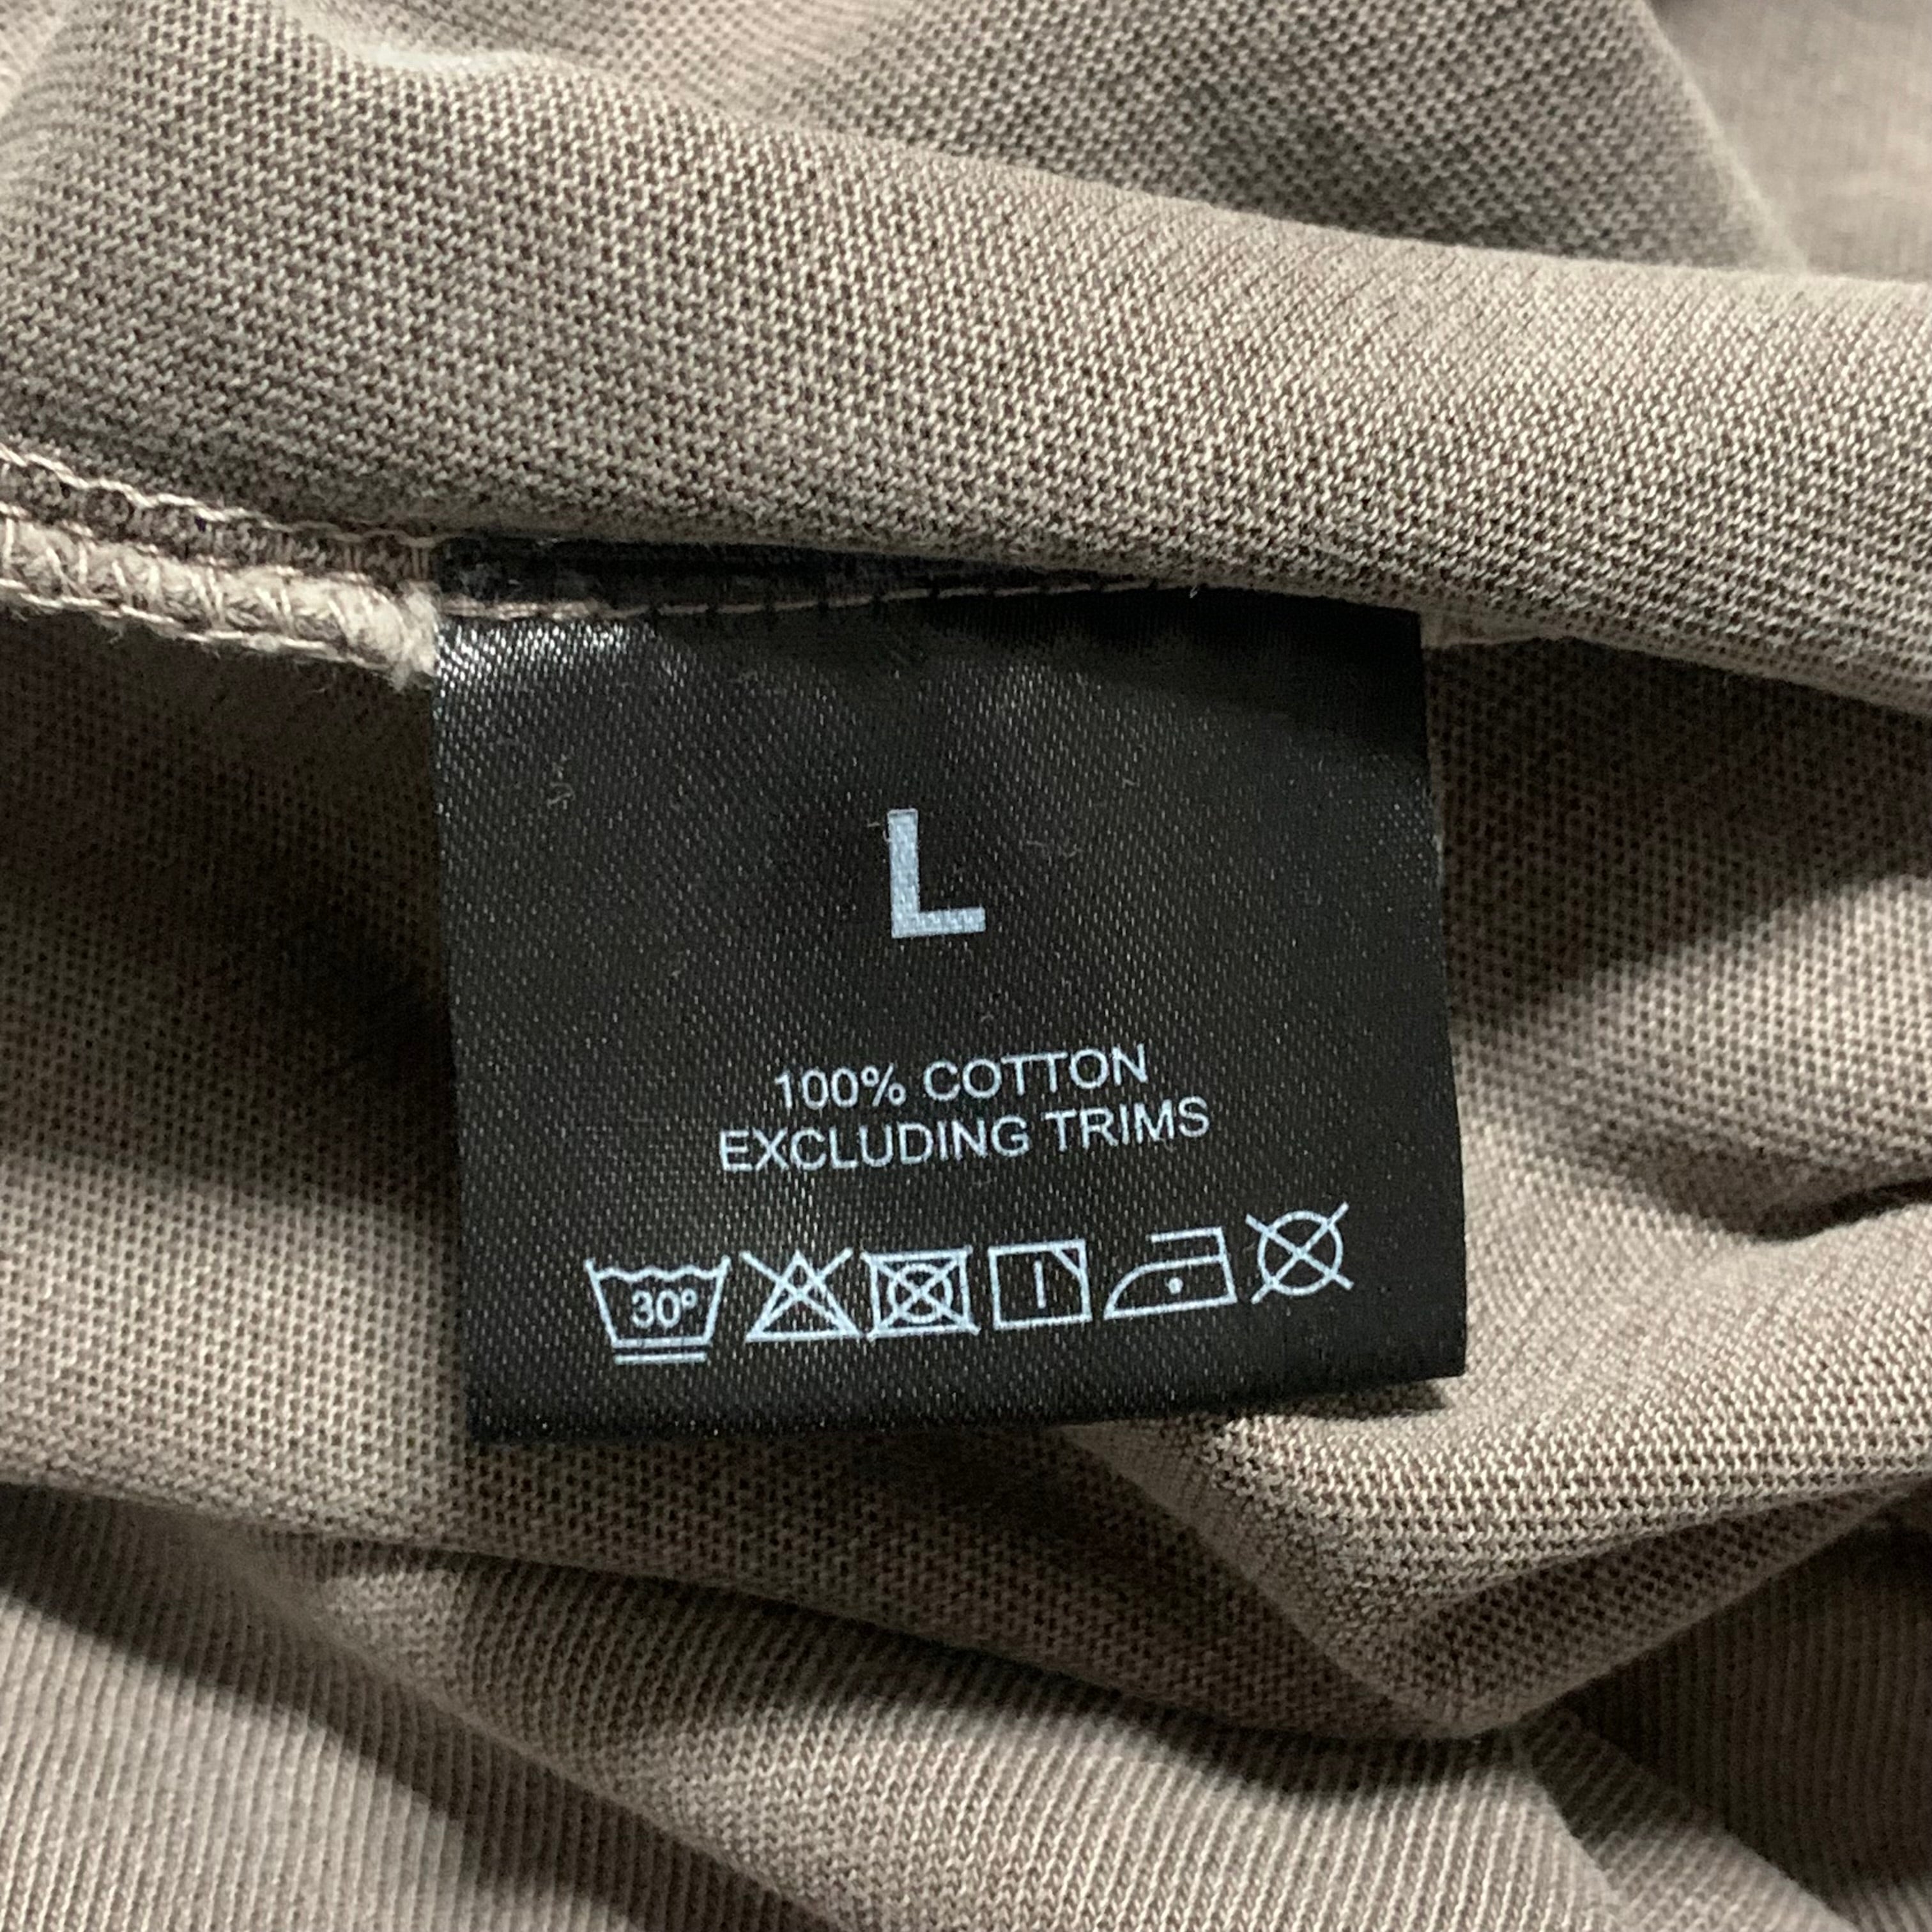 L
100% COTTON
EXCLUDING TRIMS
30°